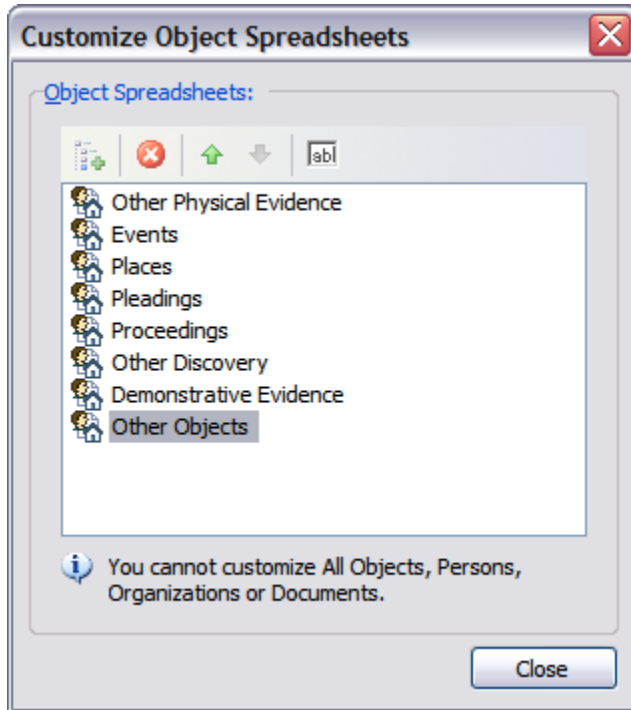 Customize Object Spreadsheets
Object Spreadsheets:
abl
Other Physical Evidence
Events
Places
Pleadings
Proceedings
Other Discovery
Demonstrative Evidence
Other Objects
You cannot customize All Objects, Persons,
Organizations or Documents.
Close